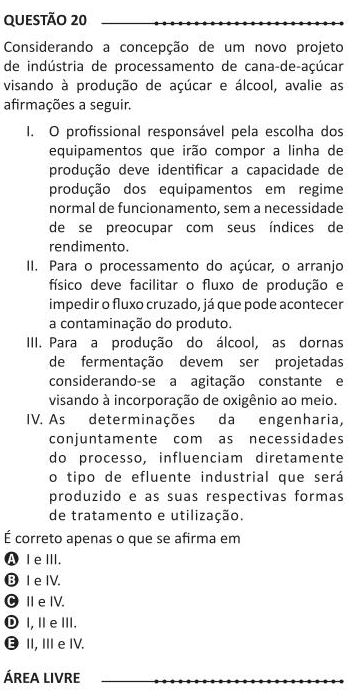 QUESTÃO 20
Considerando a concepção de um novo projeto
de indústria de processamento de cana-de-açúcar
visando à produção de açúcar e álcool, avalie as
afirmações a seguir.
I. O profissional responsável pela escolha dos
equipamentos que irão compor a linha de
produção deve identificar a capacidade de
produção dos equipamentos em regime
normal de funcionamento, sem a necessidade
de se preocupar com seus índices de
rendimento.
II. Para o processamento do açúcar, o arranjo
físico deve facilitar o fluxo de produção e
impedir o fluxo cruzado, já que pode acontecer
a contaminação do produto.
III. Para a produção do álcool, as dornas
de fermentação devem ser projetadas
considerando-se a agitação constante e
visando à incorporação de oxigênio ao meio.
IV. As determinações da engenharia,
conjuntamente com as necessidades
do processo, influenciam diretamente
o tipo de efluente industrial que será
produzido e as suas respectivas formas
de tratamento e utilização.
É correto apenas o que se afirma em
A I e III.
B I e IV.
C II e IV.
D I, II e III.
E II, III e IV.
ÁREA LIVRE